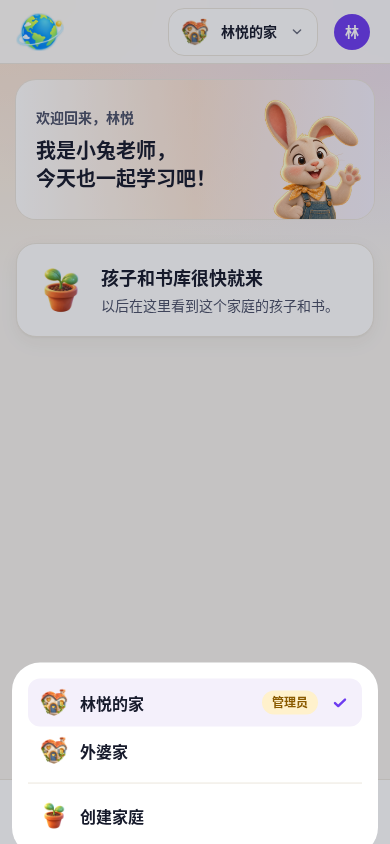 林悦的家
林
欢迎回来，林悦
我是小兔老师，
今天也一起学习吧！
孩子和书库很快就来
以后在这里看到这个家庭的孩子和书。
林悦的家
管理员
外婆家
创建家庭